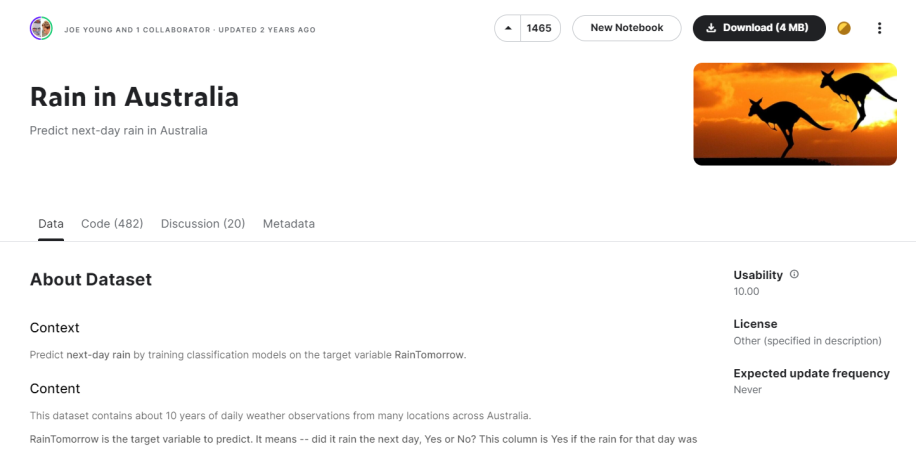 JOE YOUNG AND 1 COLLABORATOR · UPDATED 2 YEARS AGO
1465
New Notebook
Download (4 MB)
Rain in Australia
Predict next-day rain in Australia
Data Code (482) Discussion (20) Metadata
About Dataset
Usability
10.00
Context
License
Other (specified in description)
Predict next-day rain by training classification models on the target variable RainTomorrow.
Expected update frequency
Never
Content
This dataset contains about 10 years of daily weather observations from many locations across Australia.
RainTomorrow is the target variable to predict. It means -- did it rain the next day, Yes or No? This column is Yes if the rain for that day was